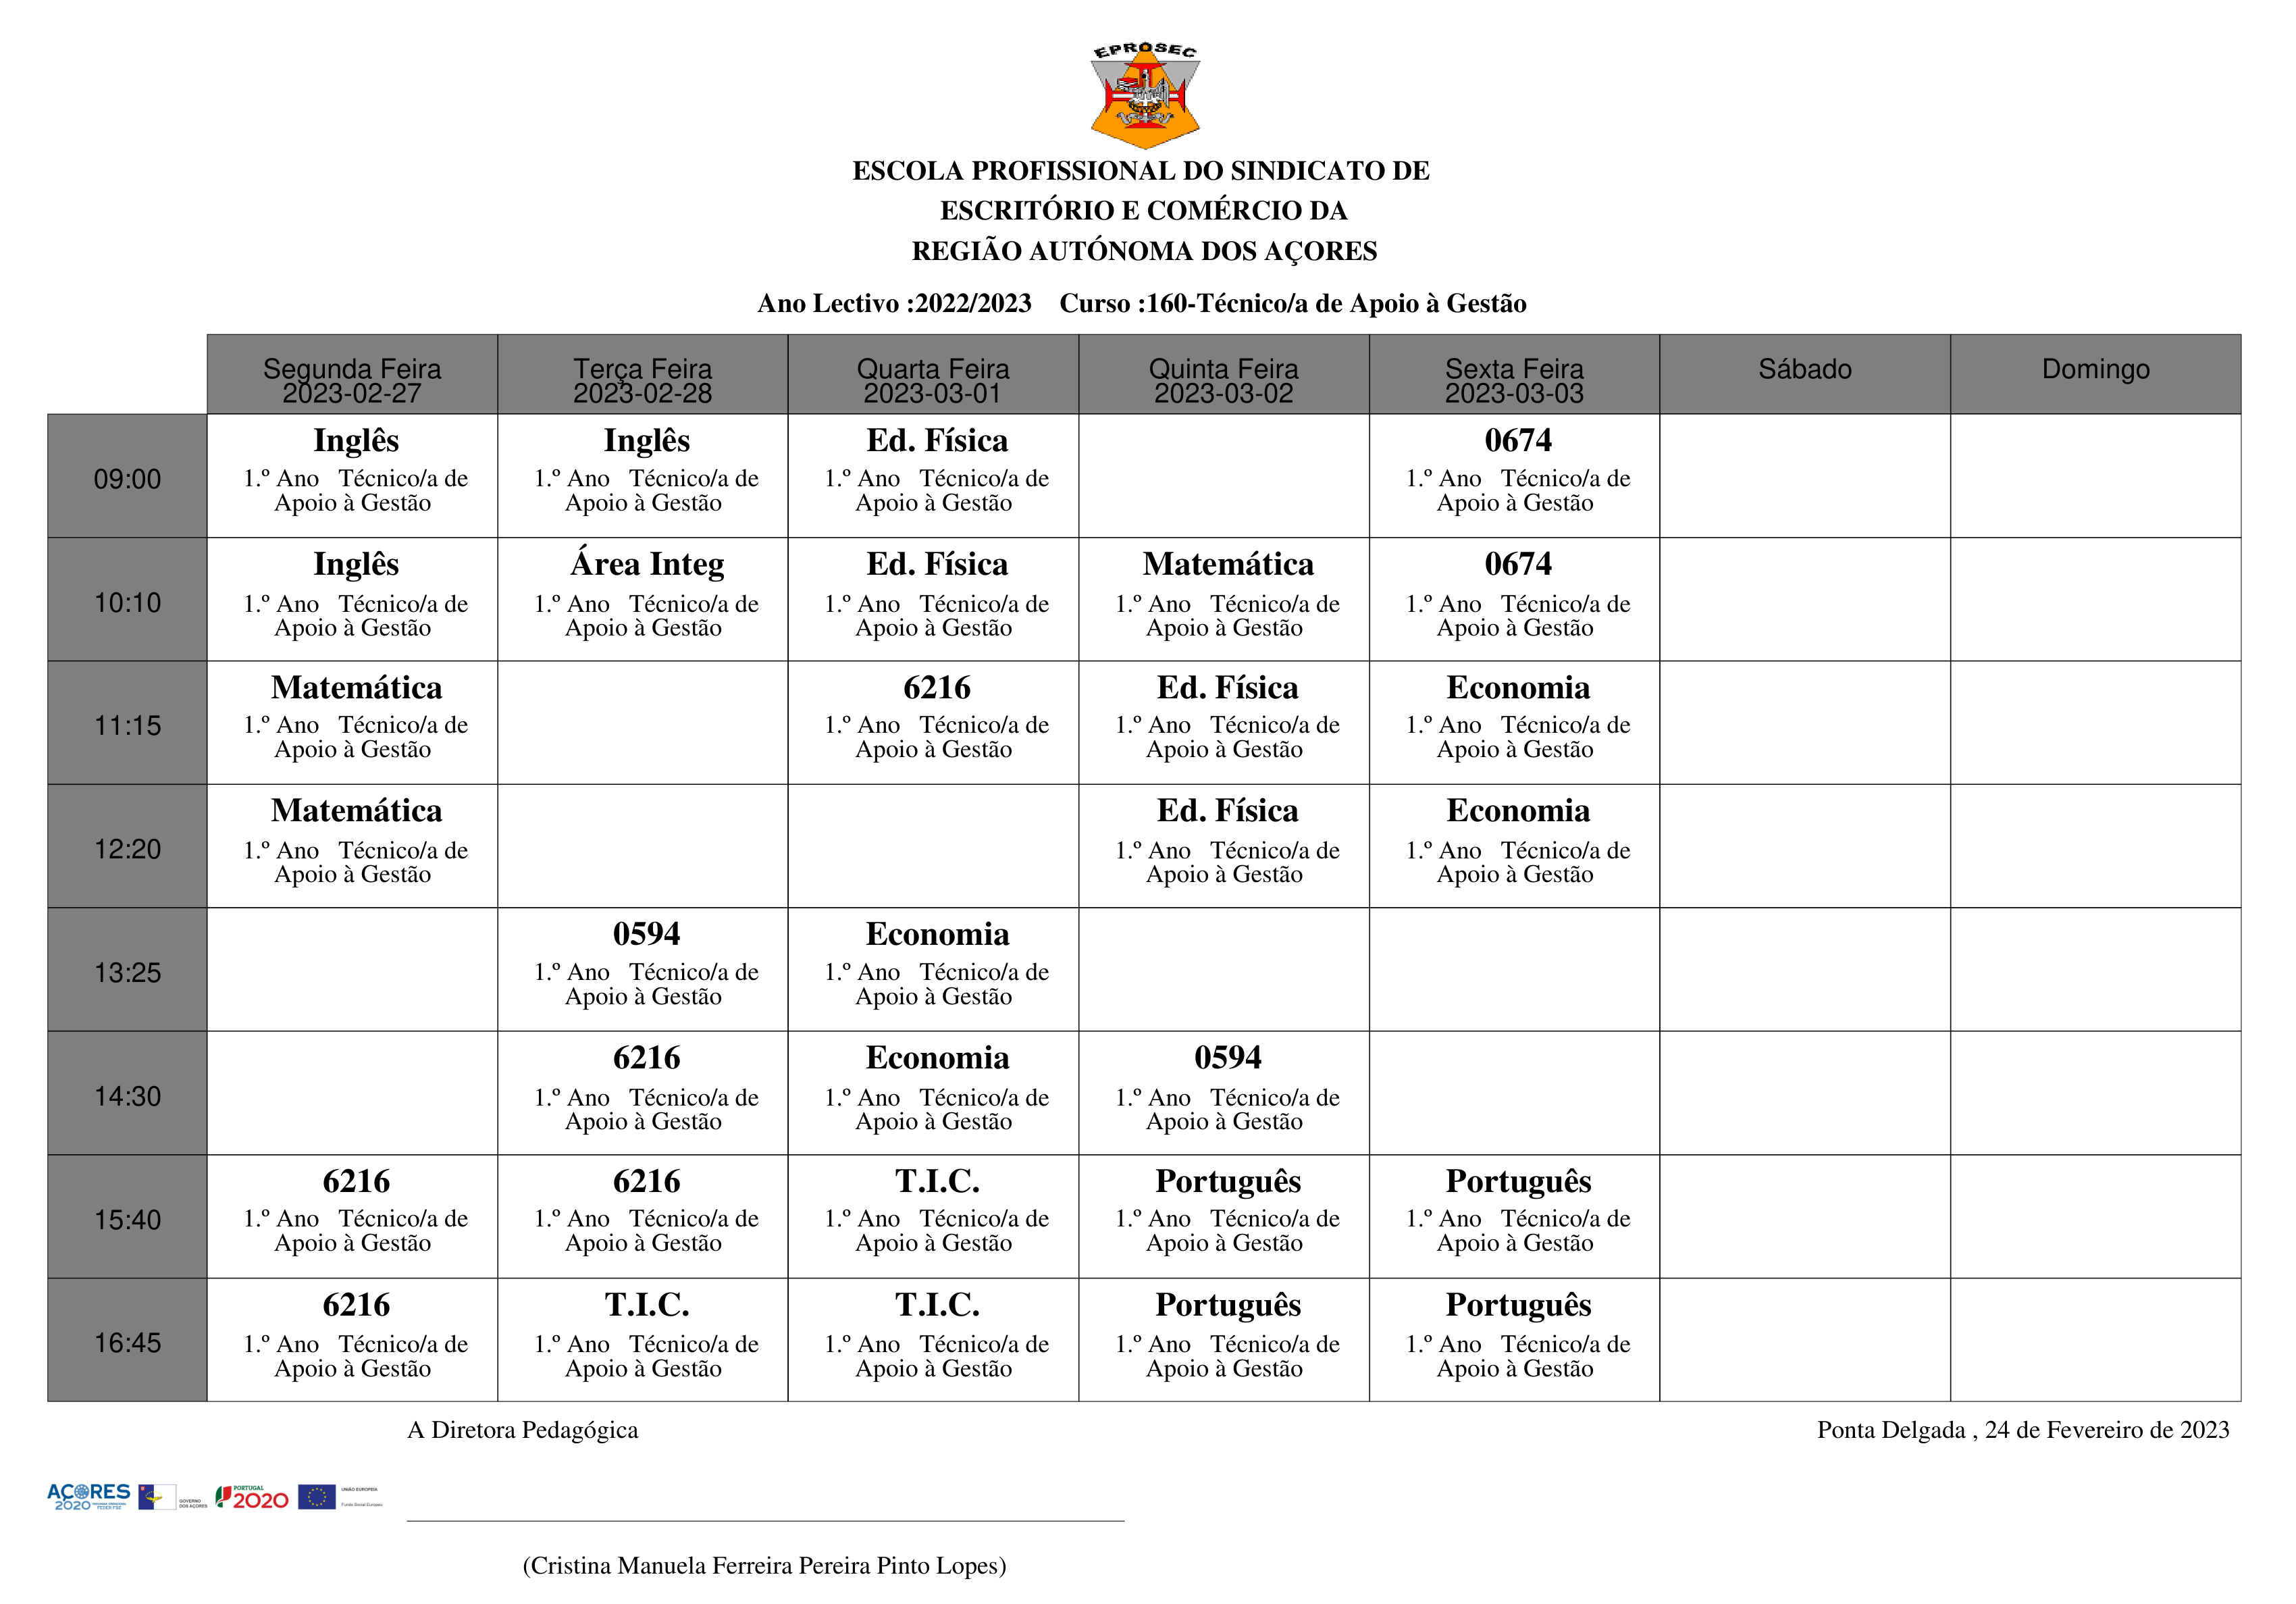 EPROSEC
ESCOLA PROFISSIONAL DO SINDICATO DE
ESCRITÓRIO E COMÉRCIO DA
REGIÃO AUTÓNOMA DOS AÇORES
Ano Lectivo :2022/2023 Curso :160-Técnico/a de Apoio à Gestão
Segunda Feira Terça Feira Quarta Feira Quinta Feira Sexta Feira Sábado Domingo
2023-02-27 2023-02-28 2023-03-01 2023-03-02 2023-03-03
09:00
Inglês Inglês Ed. Física 0674
1.º Ano Técnico/a de 1.º Ano Técnico/a de 1.º Ano Técnico/a de 1.º Ano Técnico/a de
Apoio à Gestão Apoio à Gestão Apoio à Gestão Apoio à Gestão
10:10
Inglês Área Integ Ed. Física Matemática 0674
1.º Ano Técnico/a de 1.º Ano Técnico/a de 1.º Ano Técnico/a de 1.º Ano Técnico/a de 1.º Ano Técnico/a de
Apoio à Gestão Apoio à Gestão Apoio à Gestão Apoio à Gestão Apoio à Gestão
11:15
Matemática 6216 Ed. Física Economia
1.º Ano Técnico/a de 1.º Ano Técnico/a de 1.º Ano Técnico/a de 1.º Ano Técnico/a de
Apoio à Gestão Apoio à Gestão Apoio à Gestão Apoio à Gestão
12:20
Matemática Ed. Física Economia
1.º Ano Técnico/a de 1.º Ano Técnico/a de 1.º Ano Técnico/a de
Apoio à Gestão Apoio à Gestão Apoio à Gestão
13:25
0594 Economia
1.º Ano Técnico/a de 1.º Ano Técnico/a de
Apoio à Gestão Apoio à Gestão
14:30
6216 Economia 0594
1.º Ano Técnico/a de 1.º Ano Técnico/a de 1.º Ano Técnico/a de
Apoio à Gestão Apoio à Gestão Apoio à Gestão
15:40
6216 6216 T.I.C. Português Português
1.º Ano Técnico/a de 1.º Ano Técnico/a de 1.º Ano Técnico/a de 1.º Ano Técnico/a de 1.º Ano Técnico/a de
Apoio à Gestão Apoio à Gestão Apoio à Gestão Apoio à Gestão Apoio à Gestão
16:45
6216 T.I.C. T.I.C. Português Português
1.º Ano Técnico/a de 1.º Ano Técnico/a de 1.º Ano Técnico/a de 1.º Ano Técnico/a de 1.º Ano Técnico/a de
Apoio à Gestão Apoio à Gestão Apoio à Gestão Apoio à Gestão Apoio à Gestão
A Diretora Pedagógica Ponta Delgada , 24 de Fevereiro de 2023
AÇORES
2020 PROGRAMA OPERACIONAL
FEDER FSE
GOVERNO
DOS AÇORES
PORTUGAL
2020
UNIÃO EUROPEIA
Fundo Social Europeu
(Cristina Manuela Ferreira Pereira Pinto Lopes)